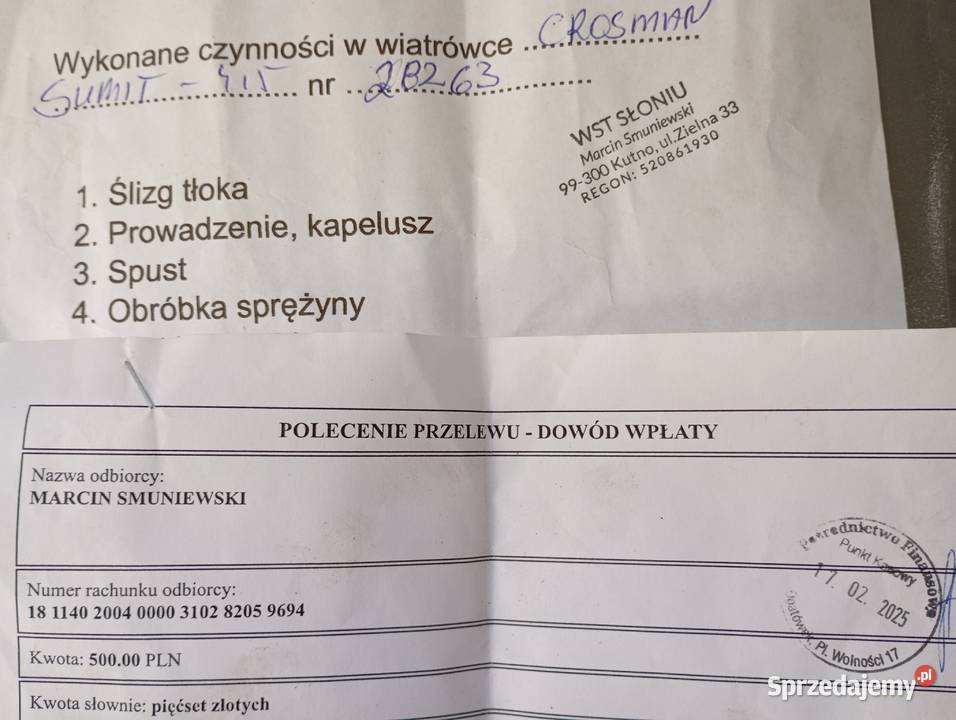 Wykonane czynności w wiatrówce ....CROSMAN
SUMIT - 415 nr 2B263
WST SŁONIU
Marcin Smuniewski
99-300 Kutno, ul.Zielna 33
REGON: 520861930
1. Ślizg tłoka
2. Prowadzenie, kapelusz
3. Spust
4. Obróbka sprężyny
POLECENIE PRZELEWU - DOWÓD WPŁATY
Nazwa odbiorcy:
MARCIN SMUNIEWSKI
Numer rachunku odbiorcy:
18 1140 2004 0000 3102 8205 9694
Pośrednictwo Finansowe
Punkt Kasowy
17. 02. 2025
Opatówek, Pl. Wolności 17
Kwota: 500.00 PLN
Kwota słownie: pięćset złotych
Sprzedajemy.pl